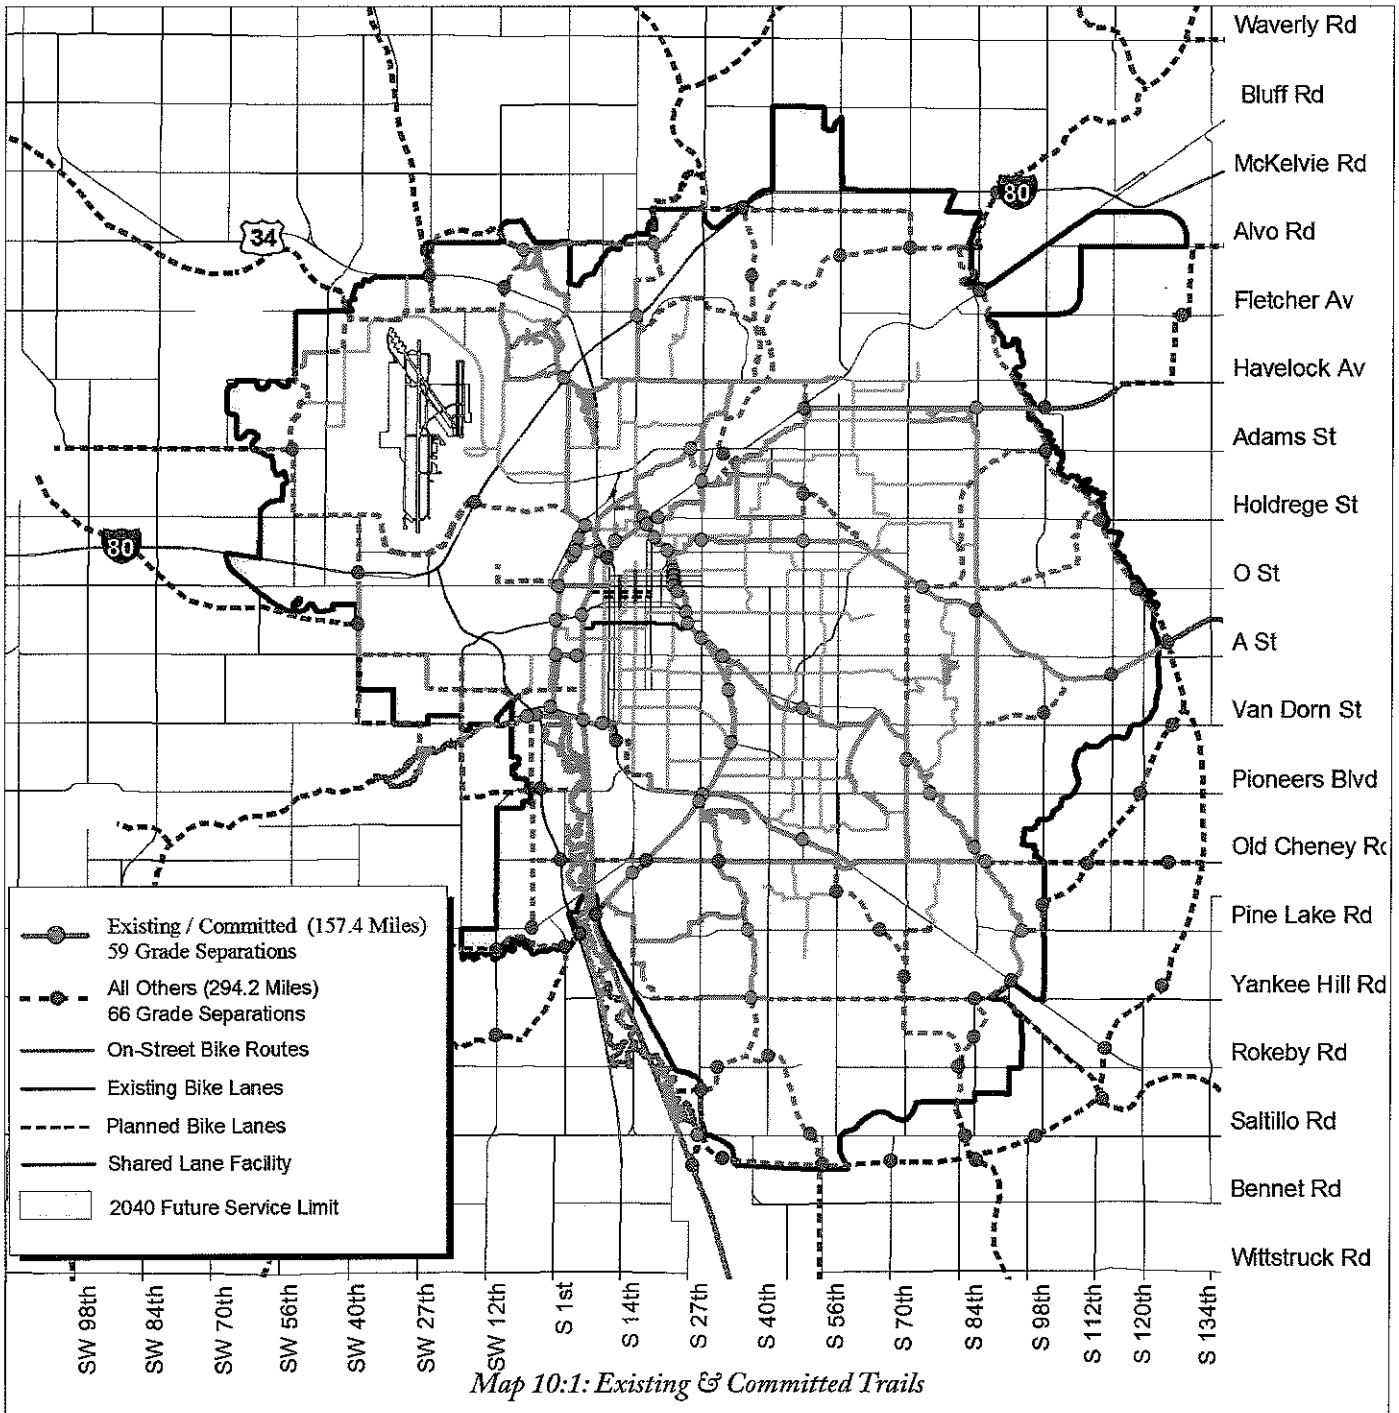 Waverly Rd
Bluff Rd
McKelvie Rd
80
34
Alvo Rd
Fletcher Av
Havelock Av
Adams St
Holdrege St
80
O St
A St
Van Dorn St
Pioneers Blvd
Old Cheney Rd
Pine Lake Rd
Yankee Hill Rd
Rokeby Rd
Saltillo Rd
Bennet Rd
Wittstruck Rd
Existing / Committed (157.4 Miles)
59 Grade Separations
All Others (294.2 Miles)
66 Grade Separations
On-Street Bike Routes
Existing Bike Lanes
Planned Bike Lanes
Shared Lane Facility
2040 Future Service Limit
SW 98th
SW 84th
SW 70th
SW 56th
SW 40th
SW 27th
SW 12th
S 1st
S 14th
S 27th
S 40th
S 56th
S 70th
S 84th
S 98th
S 112th
S 120th
S 134th
Map 10:1: Existing & Committed Trails